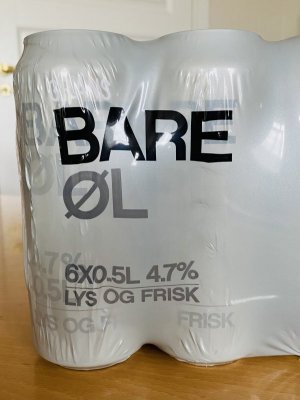 BARE
ØL
6X0.5L 4.7%
LYS OG FRISK